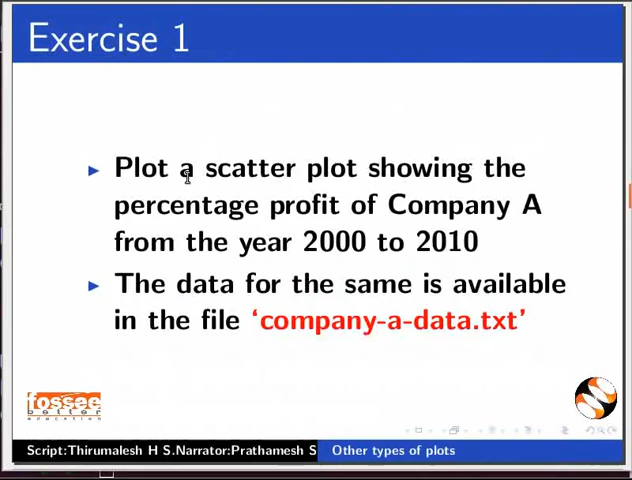 Exercise 1
Plot a scatter plot showing the
percentage profit of Company A
from the year 2000 to 2010
The data for the same is available
in the file ‘company-a-data.txt’
fossee
better
education
Script:Thirumalesh H S.Narrator:Prathamesh S
Other types of plots